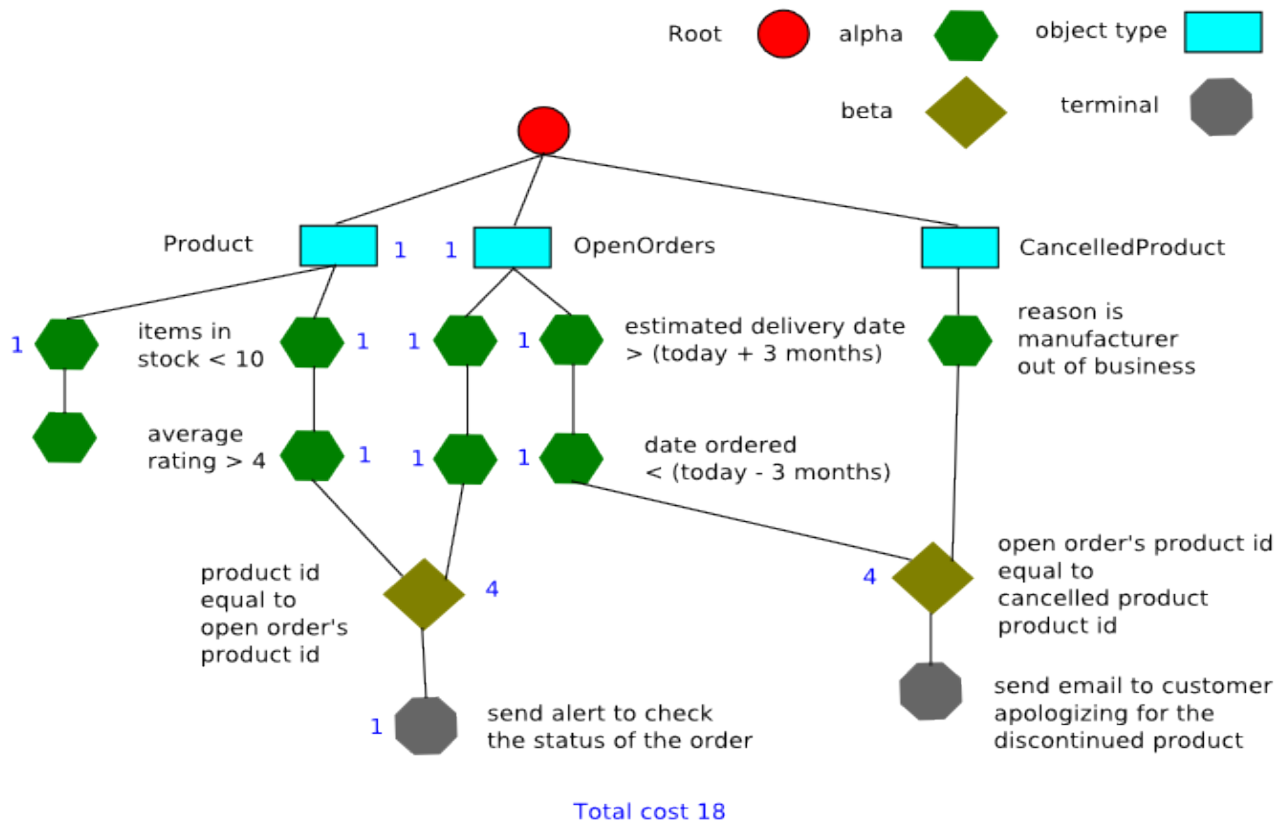 Root
alpha
object type
beta
terminal
Product
1
1
OpenOrders
CancelledProduct
1
items in
stock < 10
1
1
1
estimated delivery date
> (today + 3 months)
reason is
manufacturer
out of business
average
rating > 4
1
1
1
date ordered
< (today - 3 months)
product id
equal to
open order's
product id
4
4
open order's product id
equal to
cancelled product
product id
1
send alert to check
the status of the order
send email to customer
apologizing for the
discontinued product
Total cost 18